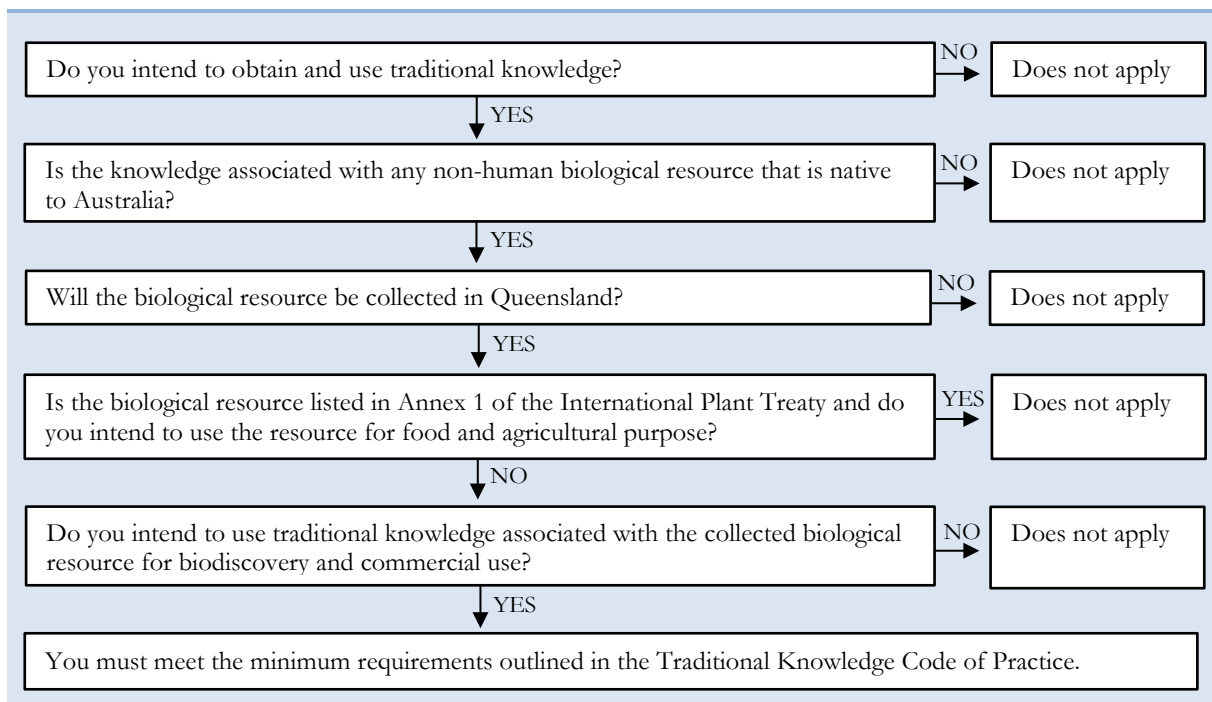 Do you intend to obtain and use traditional knowledge?
NO
Does not apply
YES
Is the knowledge associated with any non-human biological resource that is native
to Australia?
NO
Does not apply
YES
Will the biological resource be collected in Queensland?
NO
Does not apply
YES
Is the biological resource listed in Annex 1 of the International Plant Treaty and do
you intend to use the resource for food and agricultural purpose?
YES
Does not apply
NO
Do you intend to use traditional knowledge associated with the collected biological
resource for biodiscovery and commercial use?
NO
Does not apply
YES
You must meet the minimum requirements outlined in the Traditional Knowledge Code of Practice.